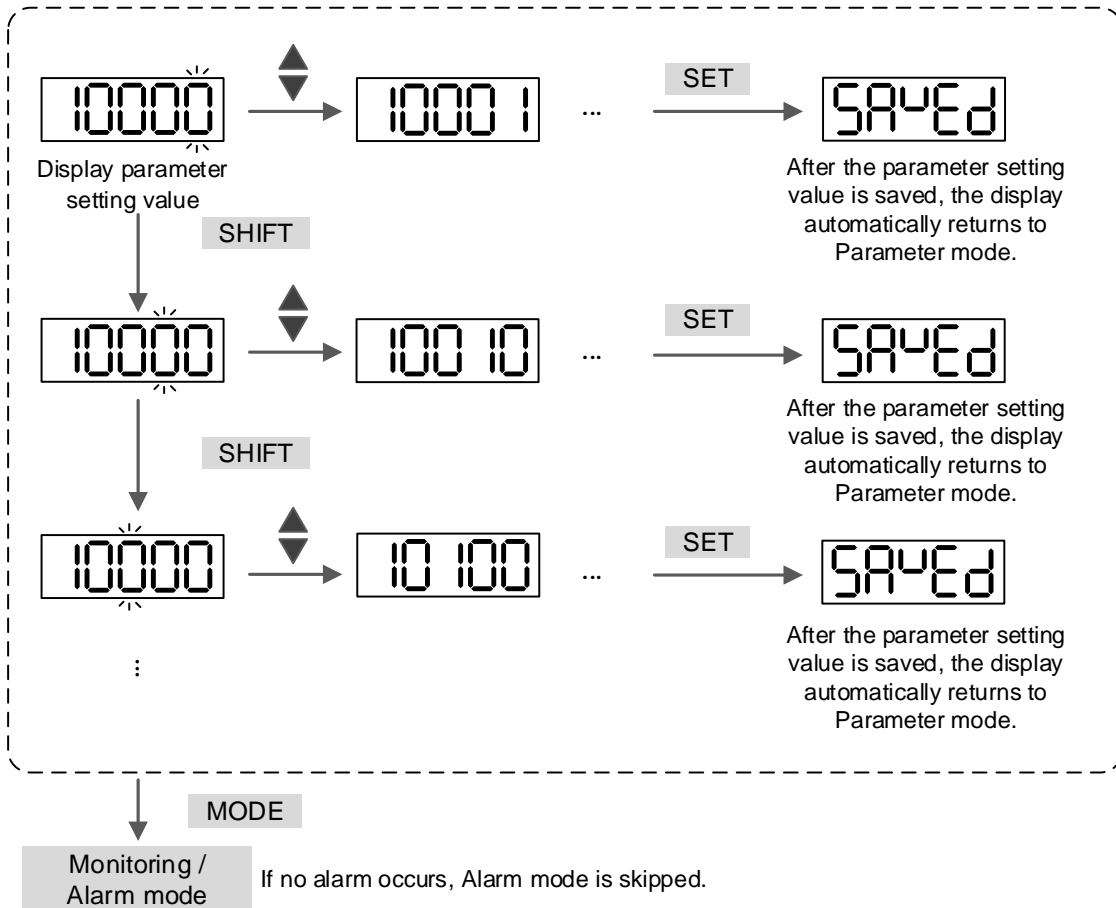 10000
10001
...
SET
SAVEd
Display parameter
setting value
After the parameter setting
value is saved, the display
automatically returns to
Parameter mode.
SHIFT
10000
10010
...
SET
SAVEd
After the parameter setting
value is saved, the display
automatically returns to
Parameter mode.
SHIFT
10000
10100
...
SET
SAVEd
After the parameter setting
value is saved, the display
automatically returns to
Parameter mode.
...
MODE
Monitoring /
Alarm mode
If no alarm occurs, Alarm mode is skipped.